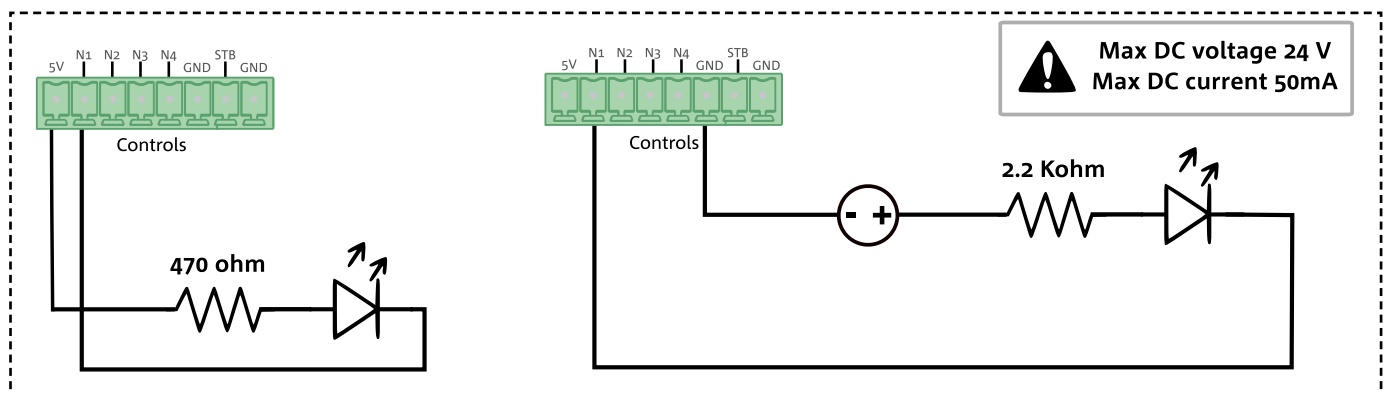 5V N1 N2 N3 N4 GND STB GND
Controls
470 ohm
5V N1 N2 N3 N4 GND STB GND
Controls
- +
2.2 Kohm
! Max DC voltage 24 V
Max DC current 50mA